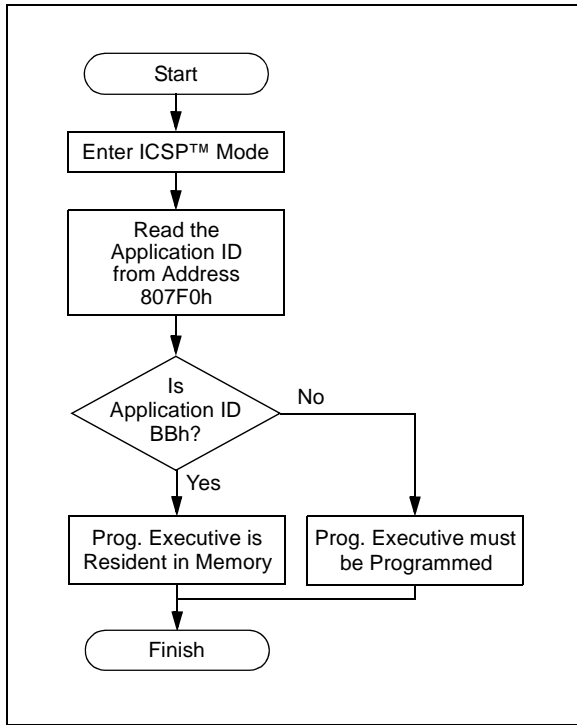 Start
Enter ICSP™ Mode
Read the
Application ID
from Address
807F0h
Is
Application ID
BBh?
No
Yes
Prog. Executive is
Resident in Memory
Prog. Executive must
be Programmed
Finish